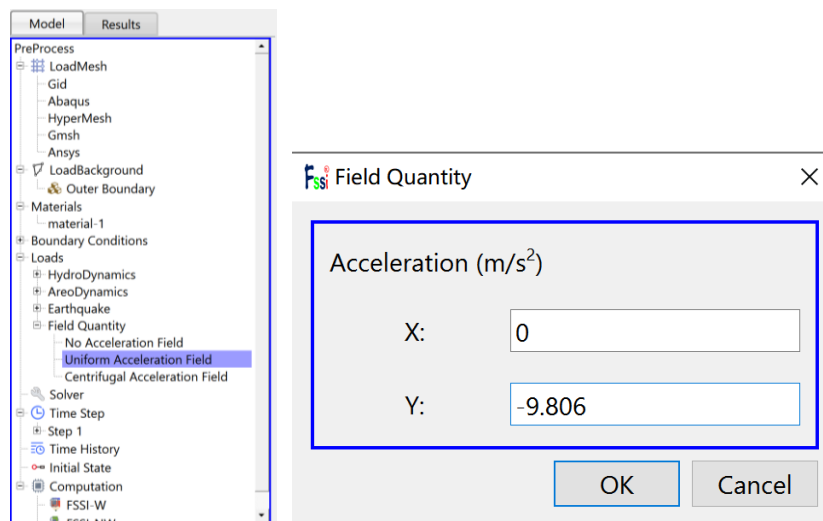 Model
Results
PreProcess
LoadMesh
Gid
Abaqus
HyperMesh
Gmsh
Ansys
LoadBackground
Outer Boundary
Materials
material-1
Boundary Conditions
Loads
HydroDynamics
AreoDynamics
Earthquake
Field Quantity
No Acceleration Field
Uniform Acceleration Field
Centrifugal Acceleration Field
Solver
Time Step
Step 1
Time History
Initial State
Computation
FSSI-W
Fssi® Field Quantity
Acceleration (m/s²)
X: 0
Y: -9.806
OK Cancel